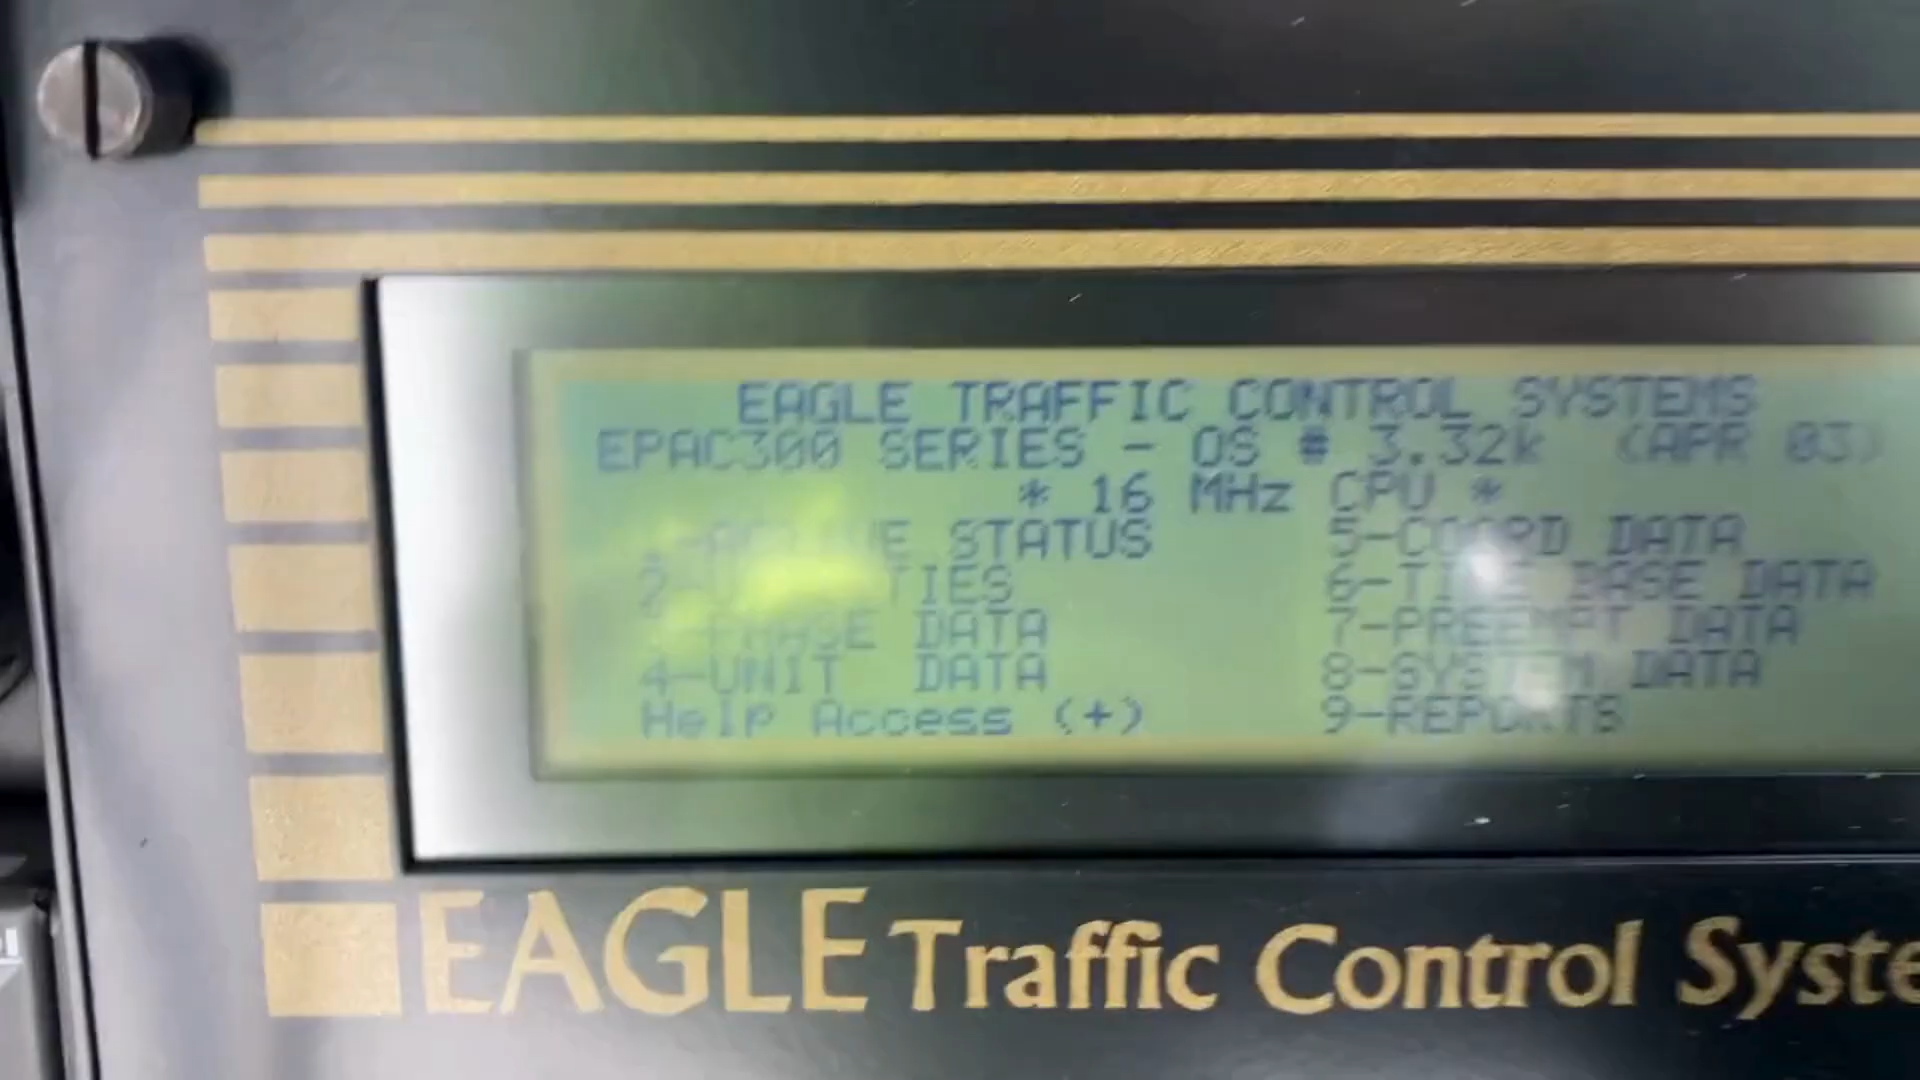 EAGLE TRAFFIC CONTROL SYSTEMS
EPAC300 SERIES - OS # 3.32k (APR 03)
* 16 MHz CPU *
STATUS 5-COORD DATA
6-TIME BASE DATA
PHASE DATA 7-PREEMPT DATA
4-UNIT DATA 8-SYSTEM DATA
Help Access (+) 9-REPORTS
EAGLE Traffic Control Syste